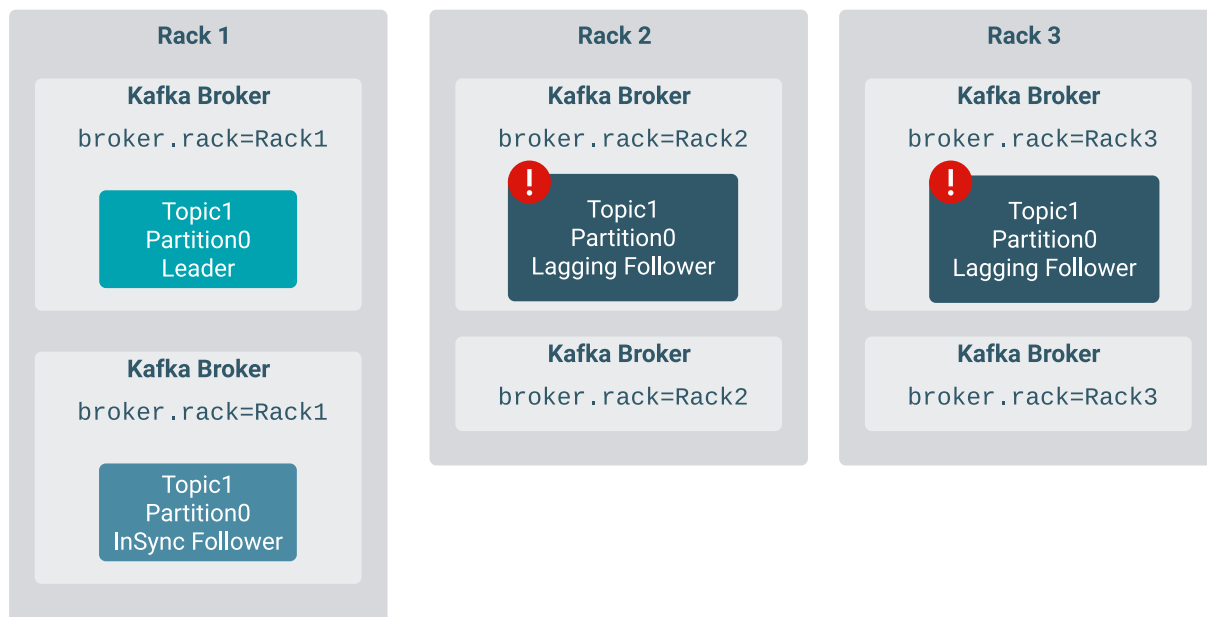 Rack 1
Kafka Broker
broker.rack=Rack1
Topic1
Partition0
Leader
Kafka Broker
broker.rack=Rack1
Topic1
Partition0
InSync Follower
Rack 2
Kafka Broker
broker.rack=Rack2
!
Topic1
Partition0
Lagging Follower
Kafka Broker
broker.rack=Rack2
Rack 3
Kafka Broker
broker.rack=Rack3
!
Topic1
Partition0
Lagging Follower
Kafka Broker
broker.rack=Rack3